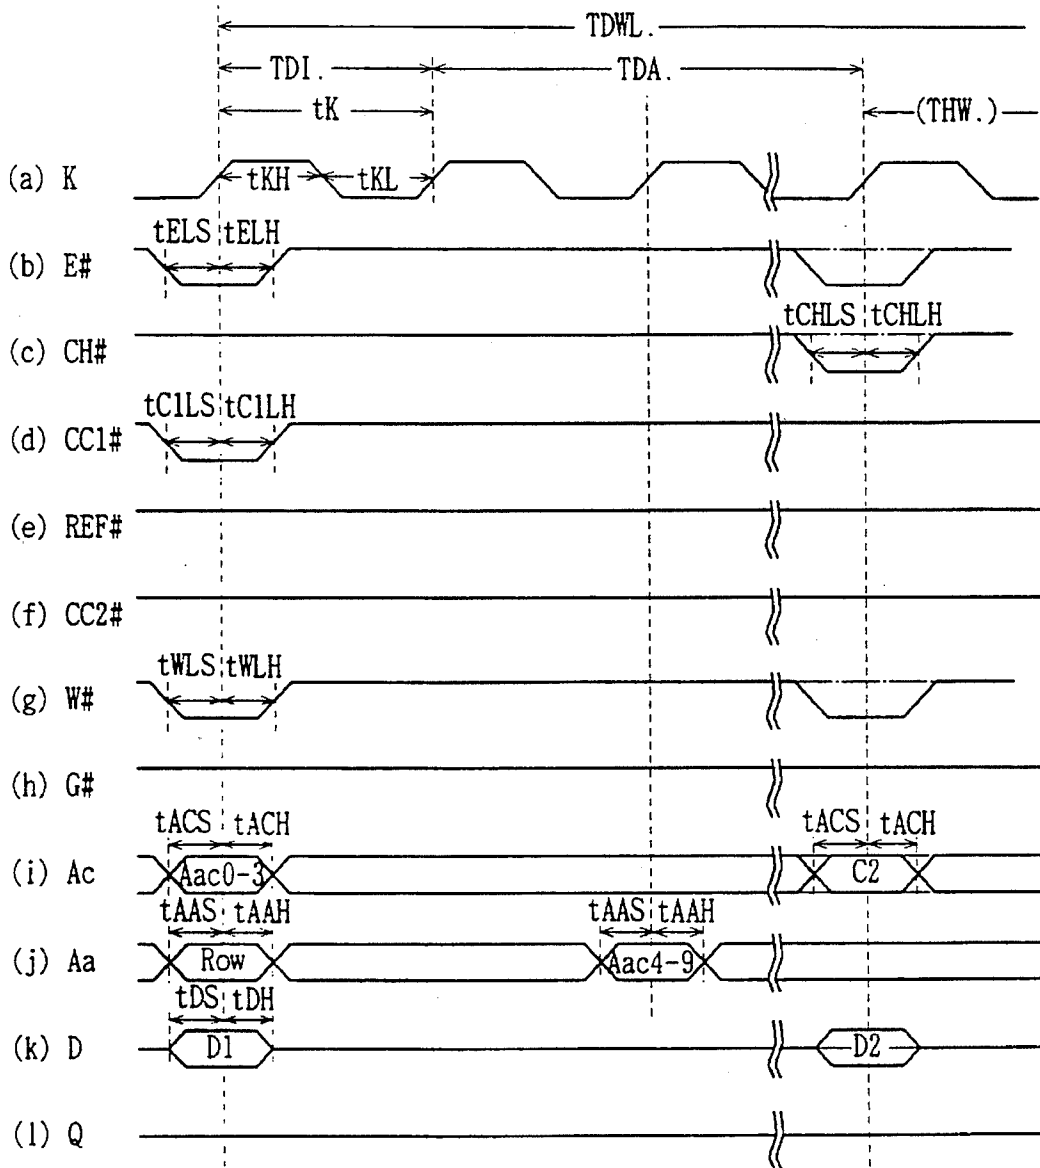 TDWL.
TDI. TDA.
tK (THW.)
(a) K tKH tKL
tELS tELH
(b) E#
tCHLS tCHLH
(c) CH#
tC1LS tC1LH
(d) CC1#
(e) REF#
(f) CC2#
tWLS tWLH
(g) W#
(h) G#
tACS tACH tACS tACH
(i) Ac Aac0-3 C2
tAAS tAAH tAAS tAAH
(j) Aa Row Aac4-9
tDS tDH
(k) D D1 D2
(l) Q